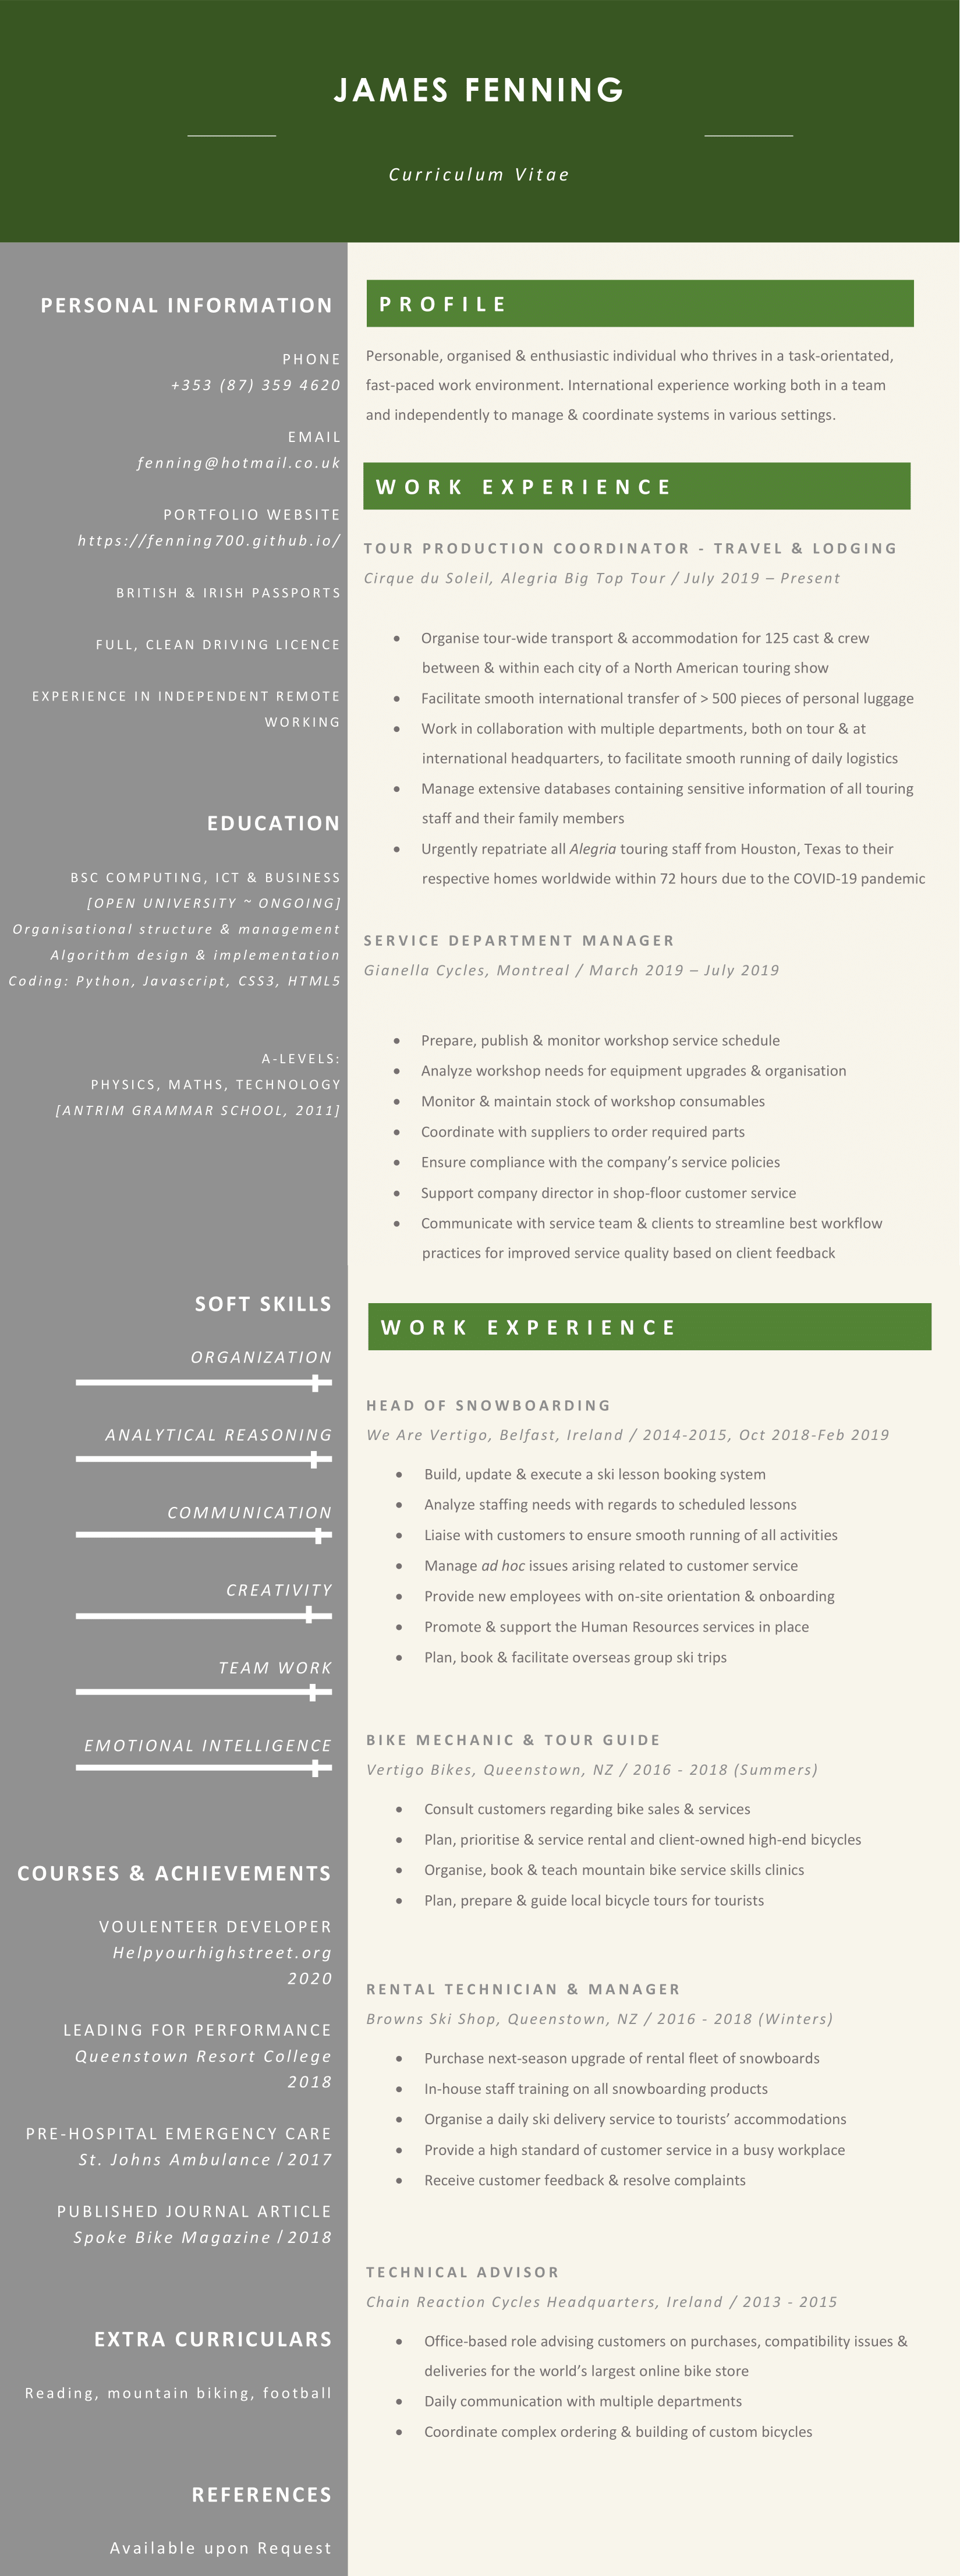 JAMES FENNING
Curriculum Vitae
PERSONAL INFORMATION
PHONE
+353 (87) 359 4620
EMAIL
fenning@hotmail.co.uk
PORTFOLIO WEBSITE
https://fenning700.github.io/
BRITISH & IRISH PASSPORTS
FULL, CLEAN DRIVING LICENCE
EXPERIENCE IN INDEPENDENT REMOTE
WORKING
EDUCATION
BSC COMPUTING, ICT & BUSINESS
[OPEN UNIVERSITY ~ ONGOING]
Organisational structure & management
Algorithm design & implementation
Coding: Python, Javascript, CSS3, HTML5
A-LEVELS:
PHYSICS, MATHS, TECHNOLOGY
[ANTRIM GRAMMAR SCHOOL, 2011]
PROFILE
Personable, organised & enthusiastic individual who thrives in a task-orientated,
fast-paced work environment. International experience working both in a team
and independently to manage & coordinate systems in various settings.
WORK EXPERIENCE
TOUR PRODUCTION COORDINATOR - TRAVEL & LODGING
Cirque du Soleil, Alegria Big Top Tour / July 2019 – Present
• Organise tour-wide transport & accommodation for 125 cast & crew
between & within each city of a North American touring show
• Facilitate smooth international transfer of > 500 pieces of personal luggage
• Work in collaboration with multiple departments, both on tour & at
international headquarters, to facilitate smooth running of daily logistics
• Manage extensive databases containing sensitive information of all touring
staff and their family members
• Urgently repatriate all Alegria touring staff from Houston, Texas to their
respective homes worldwide within 72 hours due to the COVID-19 pandemic
SERVICE DEPARTMENT MANAGER
Gianella Cycles, Montreal / March 2019 – July 2019
• Prepare, publish & monitor workshop service schedule
• Analyze workshop needs for equipment upgrades & organisation
• Monitor & maintain stock of workshop consumables
• Coordinate with suppliers to order required parts
• Ensure compliance with the company’s service policies
• Support company director in shop-floor customer service
• Communicate with service team & clients to streamline best workflow
practices for improved service quality based on client feedback
SOFT SKILLS
ORGANIZATION
ANALYTICAL REASONING
COMMUNICATION
CREATIVITY
TEAM WORK
EMOTIONAL INTELLIGENCE
COURSES & ACHIEVEMENTS
VOULENTEER DEVELOPER
Helpyourhighstreet.org
2020
LEADING FOR PERFORMANCE
Queenstown Resort College
2018
PRE-HOSPITAL EMERGENCY CARE
St. Johns Ambulance / 2017
PUBLISHED JOURNAL ARTICLE
Spoke Bike Magazine / 2018
EXTRA CURRICULARS
Reading, mountain biking, football
REFERENCES
Available upon Request
WORK EXPERIENCE
HEAD OF SNOWBOARDING
We Are Vertigo, Belfast, Ireland / 2014-2015, Oct 2018-Feb 2019
• Build, update & execute a ski lesson booking system
• Analyze staffing needs with regards to scheduled lessons
• Liaise with customers to ensure smooth running of all activities
• Manage ad hoc issues arising related to customer service
• Provide new employees with on-site orientation & onboarding
• Promote & support the Human Resources services in place
• Plan, book & facilitate overseas group ski trips
BIKE MECHANIC & TOUR GUIDE
Vertigo Bikes, Queenstown, NZ / 2016 - 2018 (Summers)
• Consult customers regarding bike sales & services
• Plan, prioritise & service rental and client-owned high-end bicycles
• Organise, book & teach mountain bike service skills clinics
• Plan, prepare & guide local bicycle tours for tourists
RENTAL TECHNICIAN & MANAGER
Browns Ski Shop, Queenstown, NZ / 2016 - 2018 (Winters)
• Purchase next-season upgrade of rental fleet of snowboards
• In-house staff training on all snowboarding products
• Organise a daily ski delivery service to tourists’ accommodations
• Provide a high standard of customer service in a busy workplace
• Receive customer feedback & resolve complaints
TECHNICAL ADVISOR
Chain Reaction Cycles Headquarters, Ireland / 2013 - 2015
• Office-based role advising customers on purchases, compatibility issues &
deliveries for the world’s largest online bike store
• Daily communication with multiple departments
• Coordinate complex ordering & building of custom bicycles